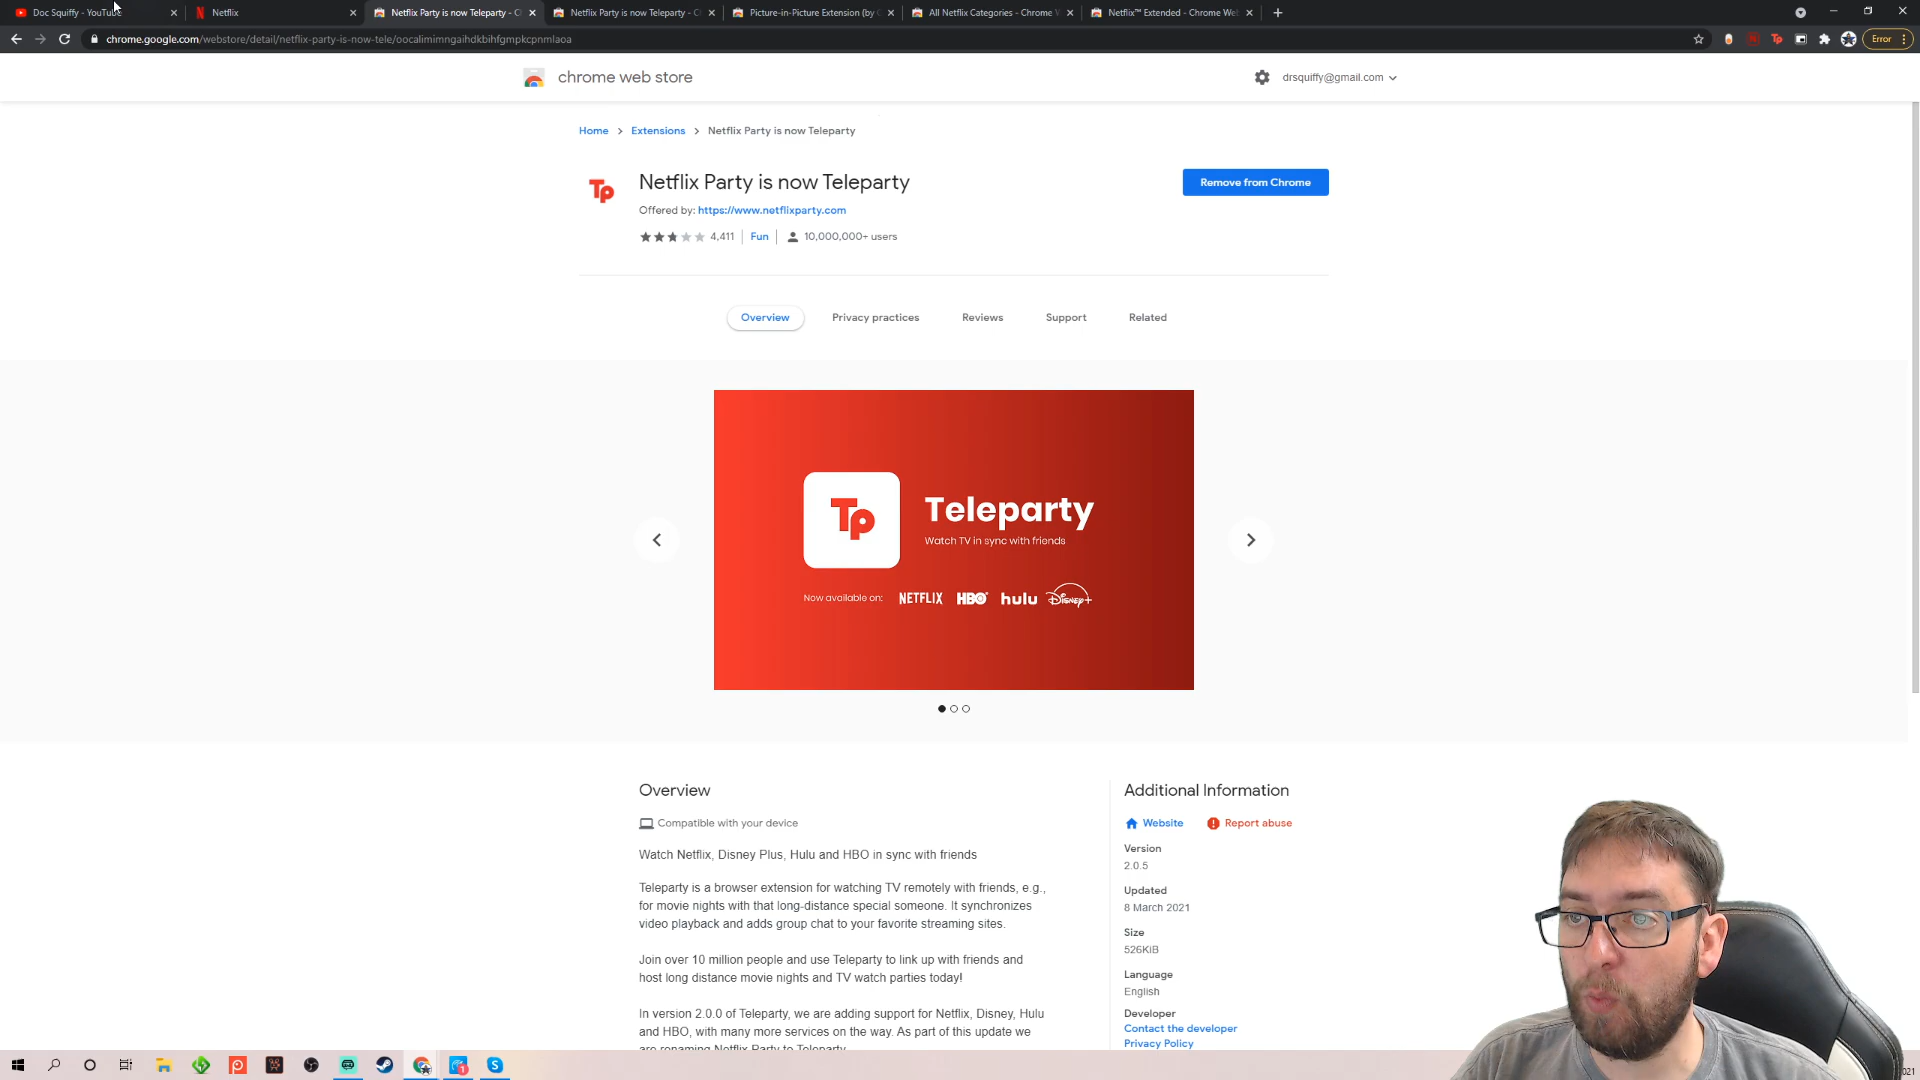 Doc Squiffy - YouTube
Netflix
Netflix Party is now Teleparty - C
Netflix Party is now Teleparty - C
Picture-in-Picture Extension (by
All Netflix Categories - Chrome
Netflix™ Extended - Chrome We
chrome.google.com/webstore/detail/netflix-party-is-now-tele/oocalimimngaihdkbihfgmpkcpnmlaoa
Error
chrome web store
drsquiffy@gmail.com
Home > Extensions > Netflix Party is now Teleparty
Tp
Netflix Party is now Teleparty
Remove from Chrome
Offered by: https://www.netflixparty.com
4,411 Fun 10,000,000+ users
Overview Privacy practices Reviews Support Related
Tp
Teleparty
Watch TV in sync with friends
Now available on: NETFLIX HBO hulu Disney+
Overview
Compatible with your device
Watch Netflix, Disney Plus, Hulu and HBO in sync with friends
Teleparty is a browser extension for watching TV remotely with friends, e.g.,
for movie nights with that long-distance special someone. It synchronizes
video playback and adds group chat to your favorite streaming sites.
Join over 10 million people and use Teleparty to link up with friends and
host long distance movie nights and TV watch parties today!
In version 2.0.0 of Teleparty, we are adding support for Netflix, Disney, Hulu
and HBO, with many more services on the way. As part of this update we
are renaming Netflix Party to Teleparty
Additional Information
Website Report abuse
Version
2.0.5
Updated
8 March 2021
Size
526KiB
Language
English
Developer
Contact the developer
Privacy Policy